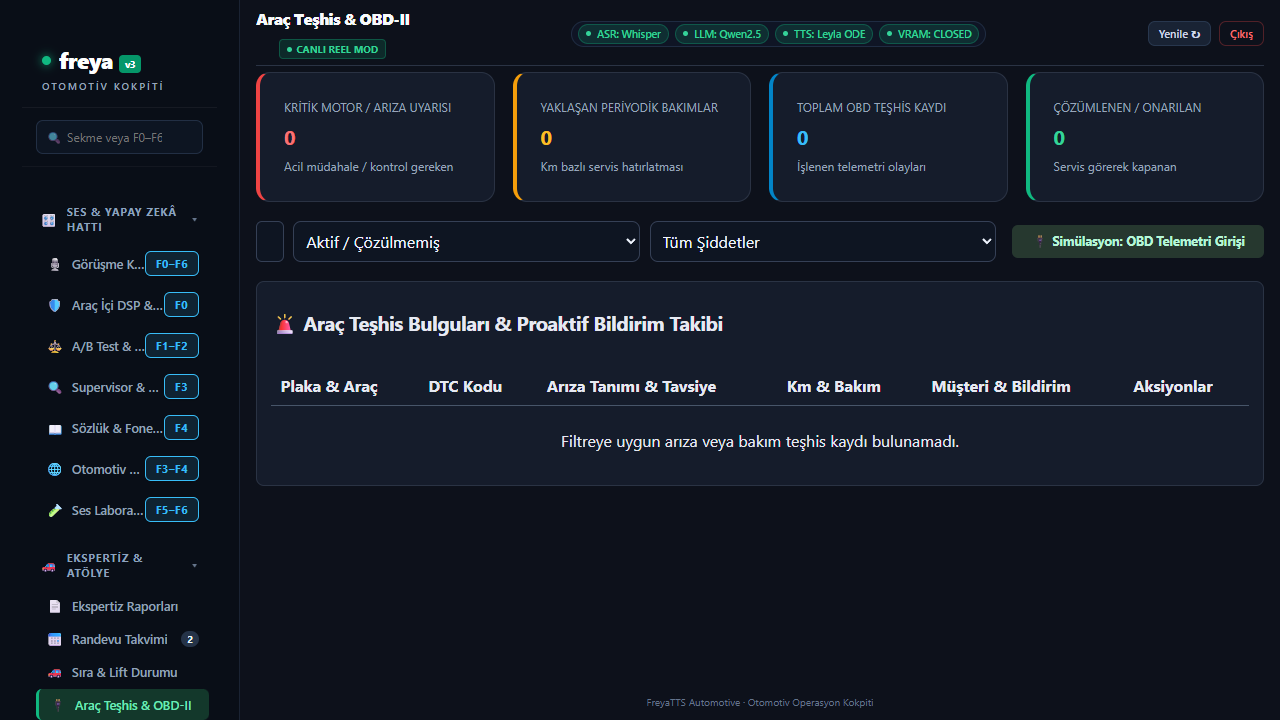 freya v3
OTOMOTİV KOKPİTİ
Sekme veya F0–F6
SES & YAPAY ZEKÂ
HATTI
Görüşme K... F0–F6
Araç İçi DSP &... F0
A/B Test & ... F1–F2
Supervisor & ... F3
Sözlük & Fone... F4
Otomotiv ... F3–F4
Ses Labora... F5–F6
EKSPERTİZ &
ATÖLYE
Ekspertiz Raporları
Randevu Takvimi 2
Sıra & Lift Durumu
Araç Teşhis & OBD-II
Araç Teşhis & OBD-II
CANLI REEL MOD
ASR: Whisper LLM: Qwen2.5 TTS: Leyla ODE VRAM: CLOSED
Yenile ↻ Çıkış
KRİTİK MOTOR / ARIZA UYARISI
0
Acil müdahale / kontrol gereken
YAKLAŞAN PERİYODİK BAKIMLAR
0
Km bazlı servis hatırlatması
TOPLAM OBD TEŞHİS KAYDI
0
İşlenen telemetri olayları
ÇÖZÜMLENEN / ONARILAN
0
Servis görerek kapanan
Aktif / Çözülmemiş Tüm Şiddetler Simülasyon: OBD Telemetri Girişi
Araç Teşhis Bulguları & Proaktif Bildirim Takibi
Plaka & Araç DTC Kodu Arıza Tanımı & Tavsiye Km & Bakım Müşteri & Bildirim Aksiyonlar
Filtreye uygun arıza veya bakım teşhis kaydı bulunamadı.
FreyaTTS Automotive · Otomotiv Operasyon Kokpiti